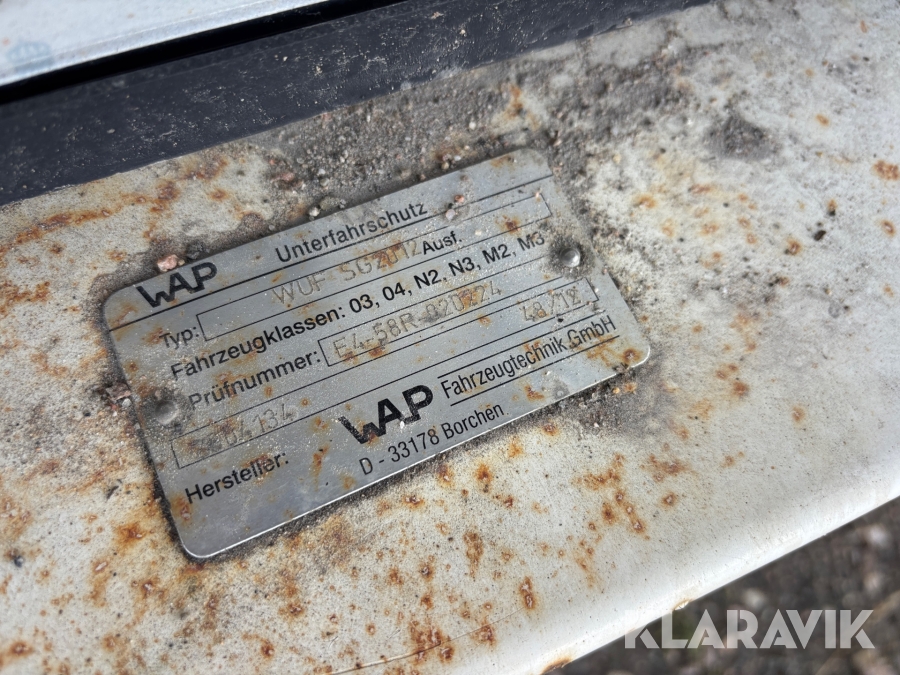 WAP Unterfahrschutz
Typ: WUF SG2012 Ausf.
Fahrzeugklassen: 03, 04, N2, N3, M2, M3
Prüfnummer: E4-58R-020224
48/12
Hersteller: WAP Fahrzeugtechnik GmbH
D - 33178 Borchen
KLARAVIK